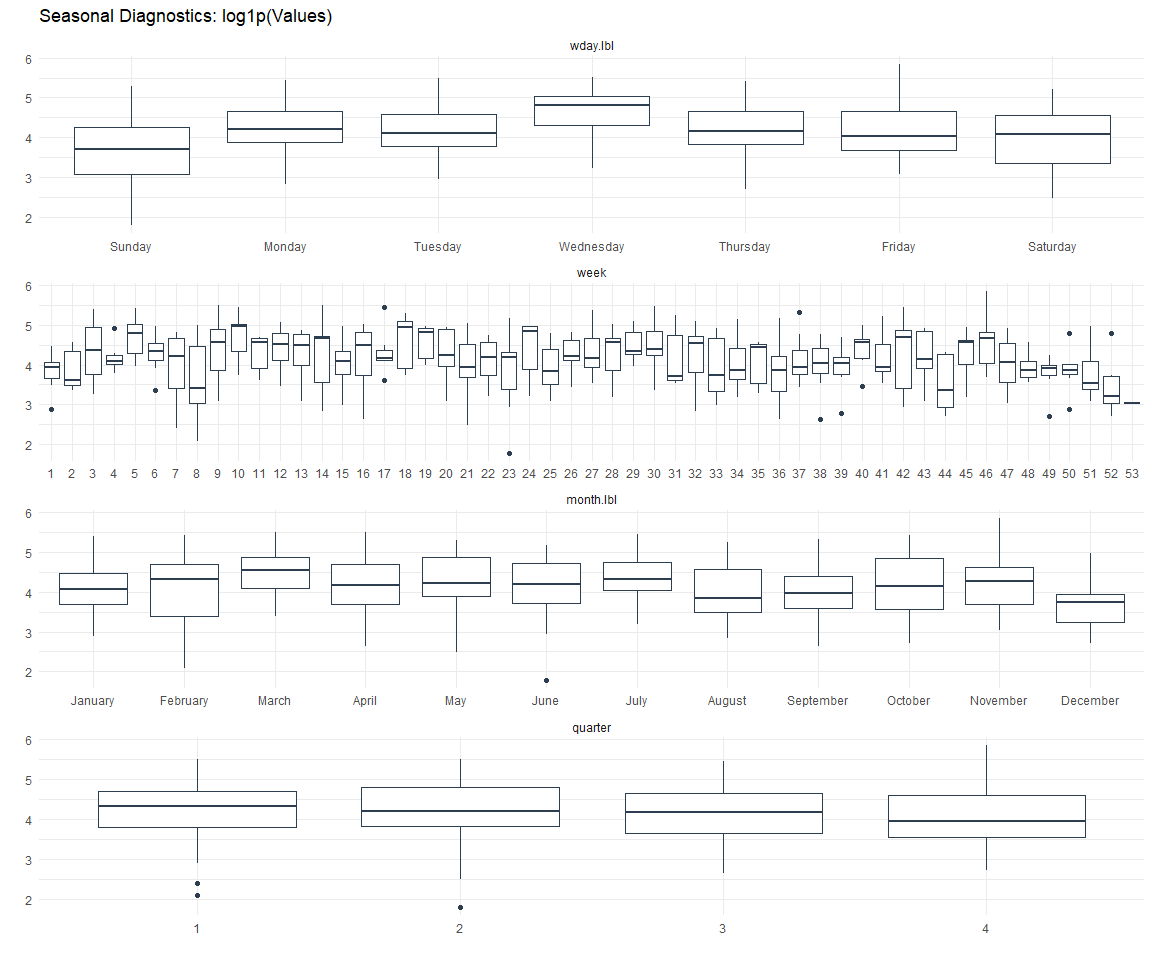 Seasonal Diagnostics: log1p(Values)
wday.lbl
6
5
4
3
2
Sunday Monday Tuesday Wednesday Thursday Friday Saturday
week
6
5
4
3
2
1 2 3 4 5 6 7 8 9 10 11 12 13 14 15 16 17 18 19 20 21 22 23 24 25 26 27 28 29 30 31 32 33 34 35 36 37 38 39 40 41 42 43 44 45 46 47 48 49 50 51 52 53
month.lbl
6
5
4
3
2
January February March April May June July August September October November December
quarter
6
5
4
3
2
1 2 3 4